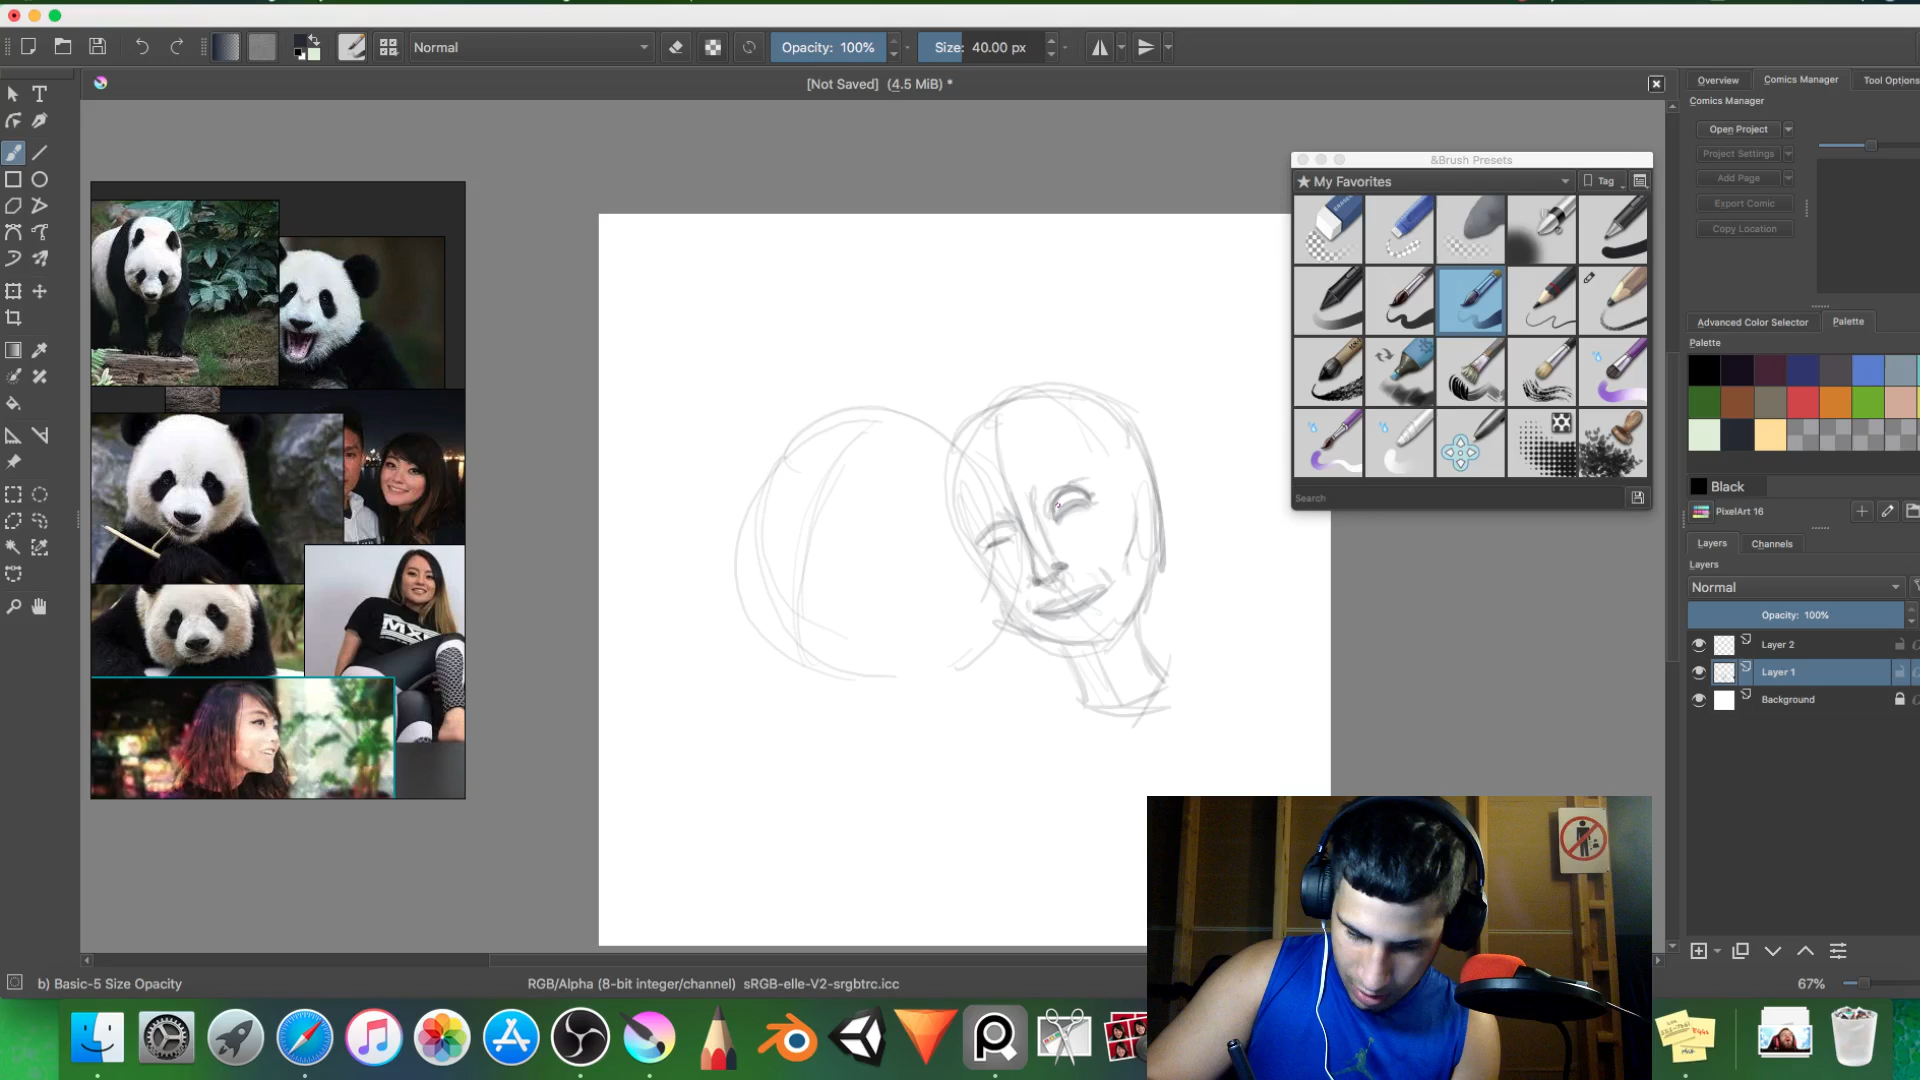 Normal
Opacity: 100%
Size: 40.00 px
[Not Saved] (4.5 MiB) *
Overview
Comics Manager
Tool Options
Comics Manager
Open Project
Project Settings
Add Page
Export Comic
Copy Location
&Brush Presets
My Favorites
Tag
Search
Advanced Color Selector
Palette
Palette
Black
PixelArt 16
Layers
Channels
Layers
Normal
Opacity: 100%
Layer 2
Layer 1
Background
67%
b) Basic-5 Size Opacity
RGB/Alpha (8-bit integer/channel) sRGB-elle-V2-srgbtrc.icc